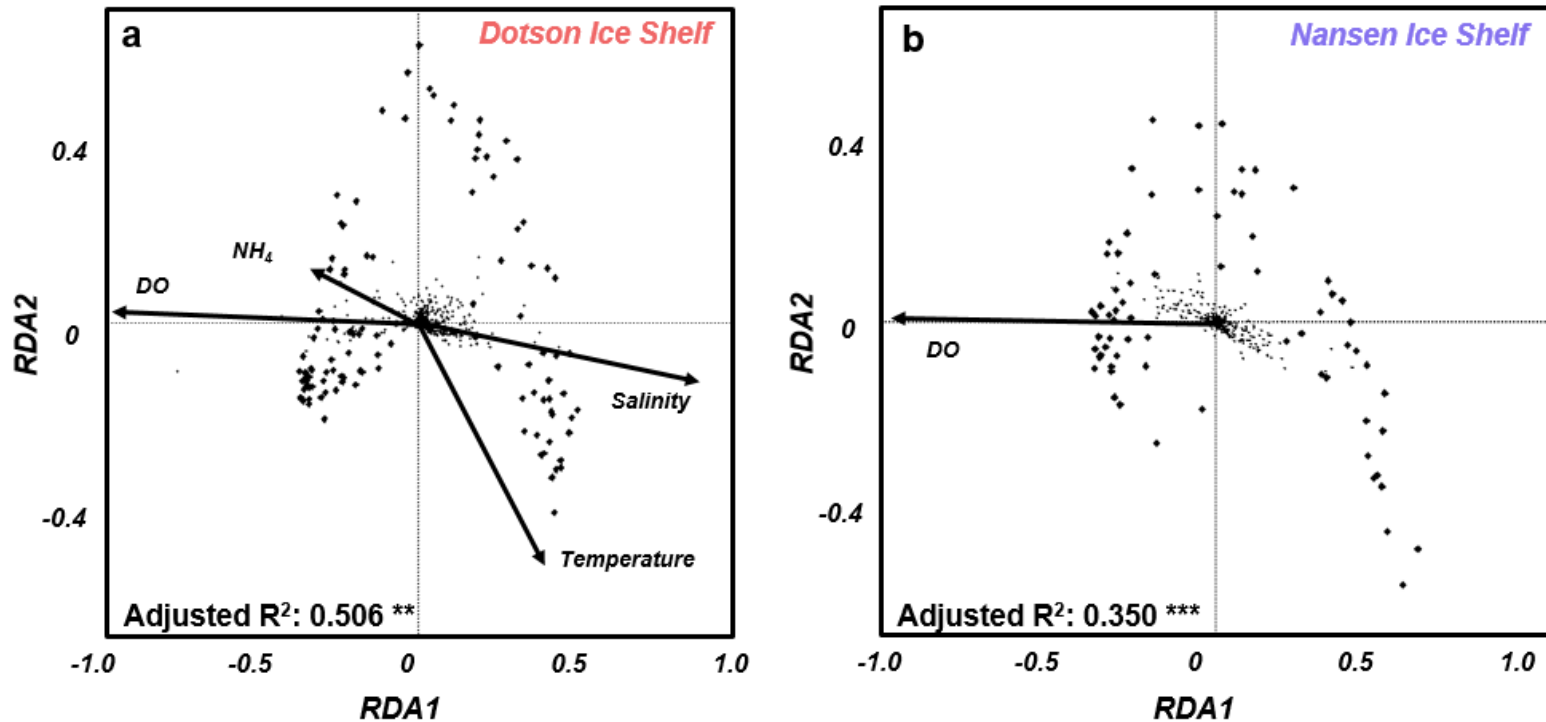 a
Dotson Ice Shelf
0.4
0
-0.4
RDA2
NH₄
DO
Salinity
Temperature
Adjusted R²: 0.506 **
-1.0 -0.5 0 0.5 1.0
RDA1
b
Nansen Ice Shelf
0.4
0
-0.4
RDA2
DO
Adjusted R²: 0.350 ***
-1.0 -0.5 0 0.5 1.0
RDA1